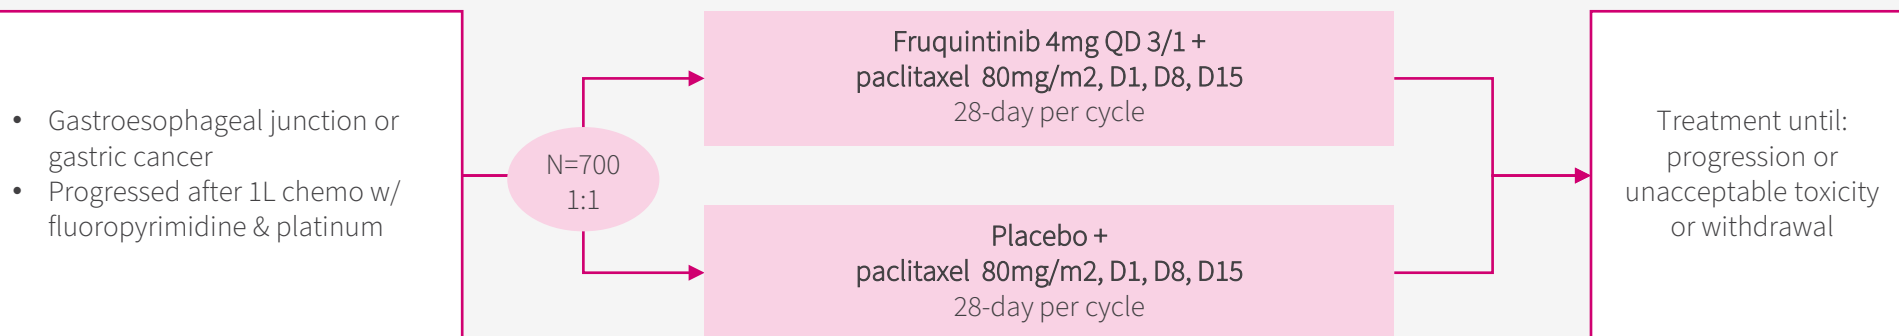 • Gastroesophageal junction or
gastric cancer
• Progressed after 1L chemo w/
fluoropyrimidine & platinum
N=700
1:1
Fruquintinib 4mg QD 3/1 +
paclitaxel 80mg/m2, D1, D8, D15
28-day per cycle
Placebo +
paclitaxel 80mg/m2, D1, D8, D15
28-day per cycle
Treatment until:
progression or
unacceptable toxicity
or withdrawal